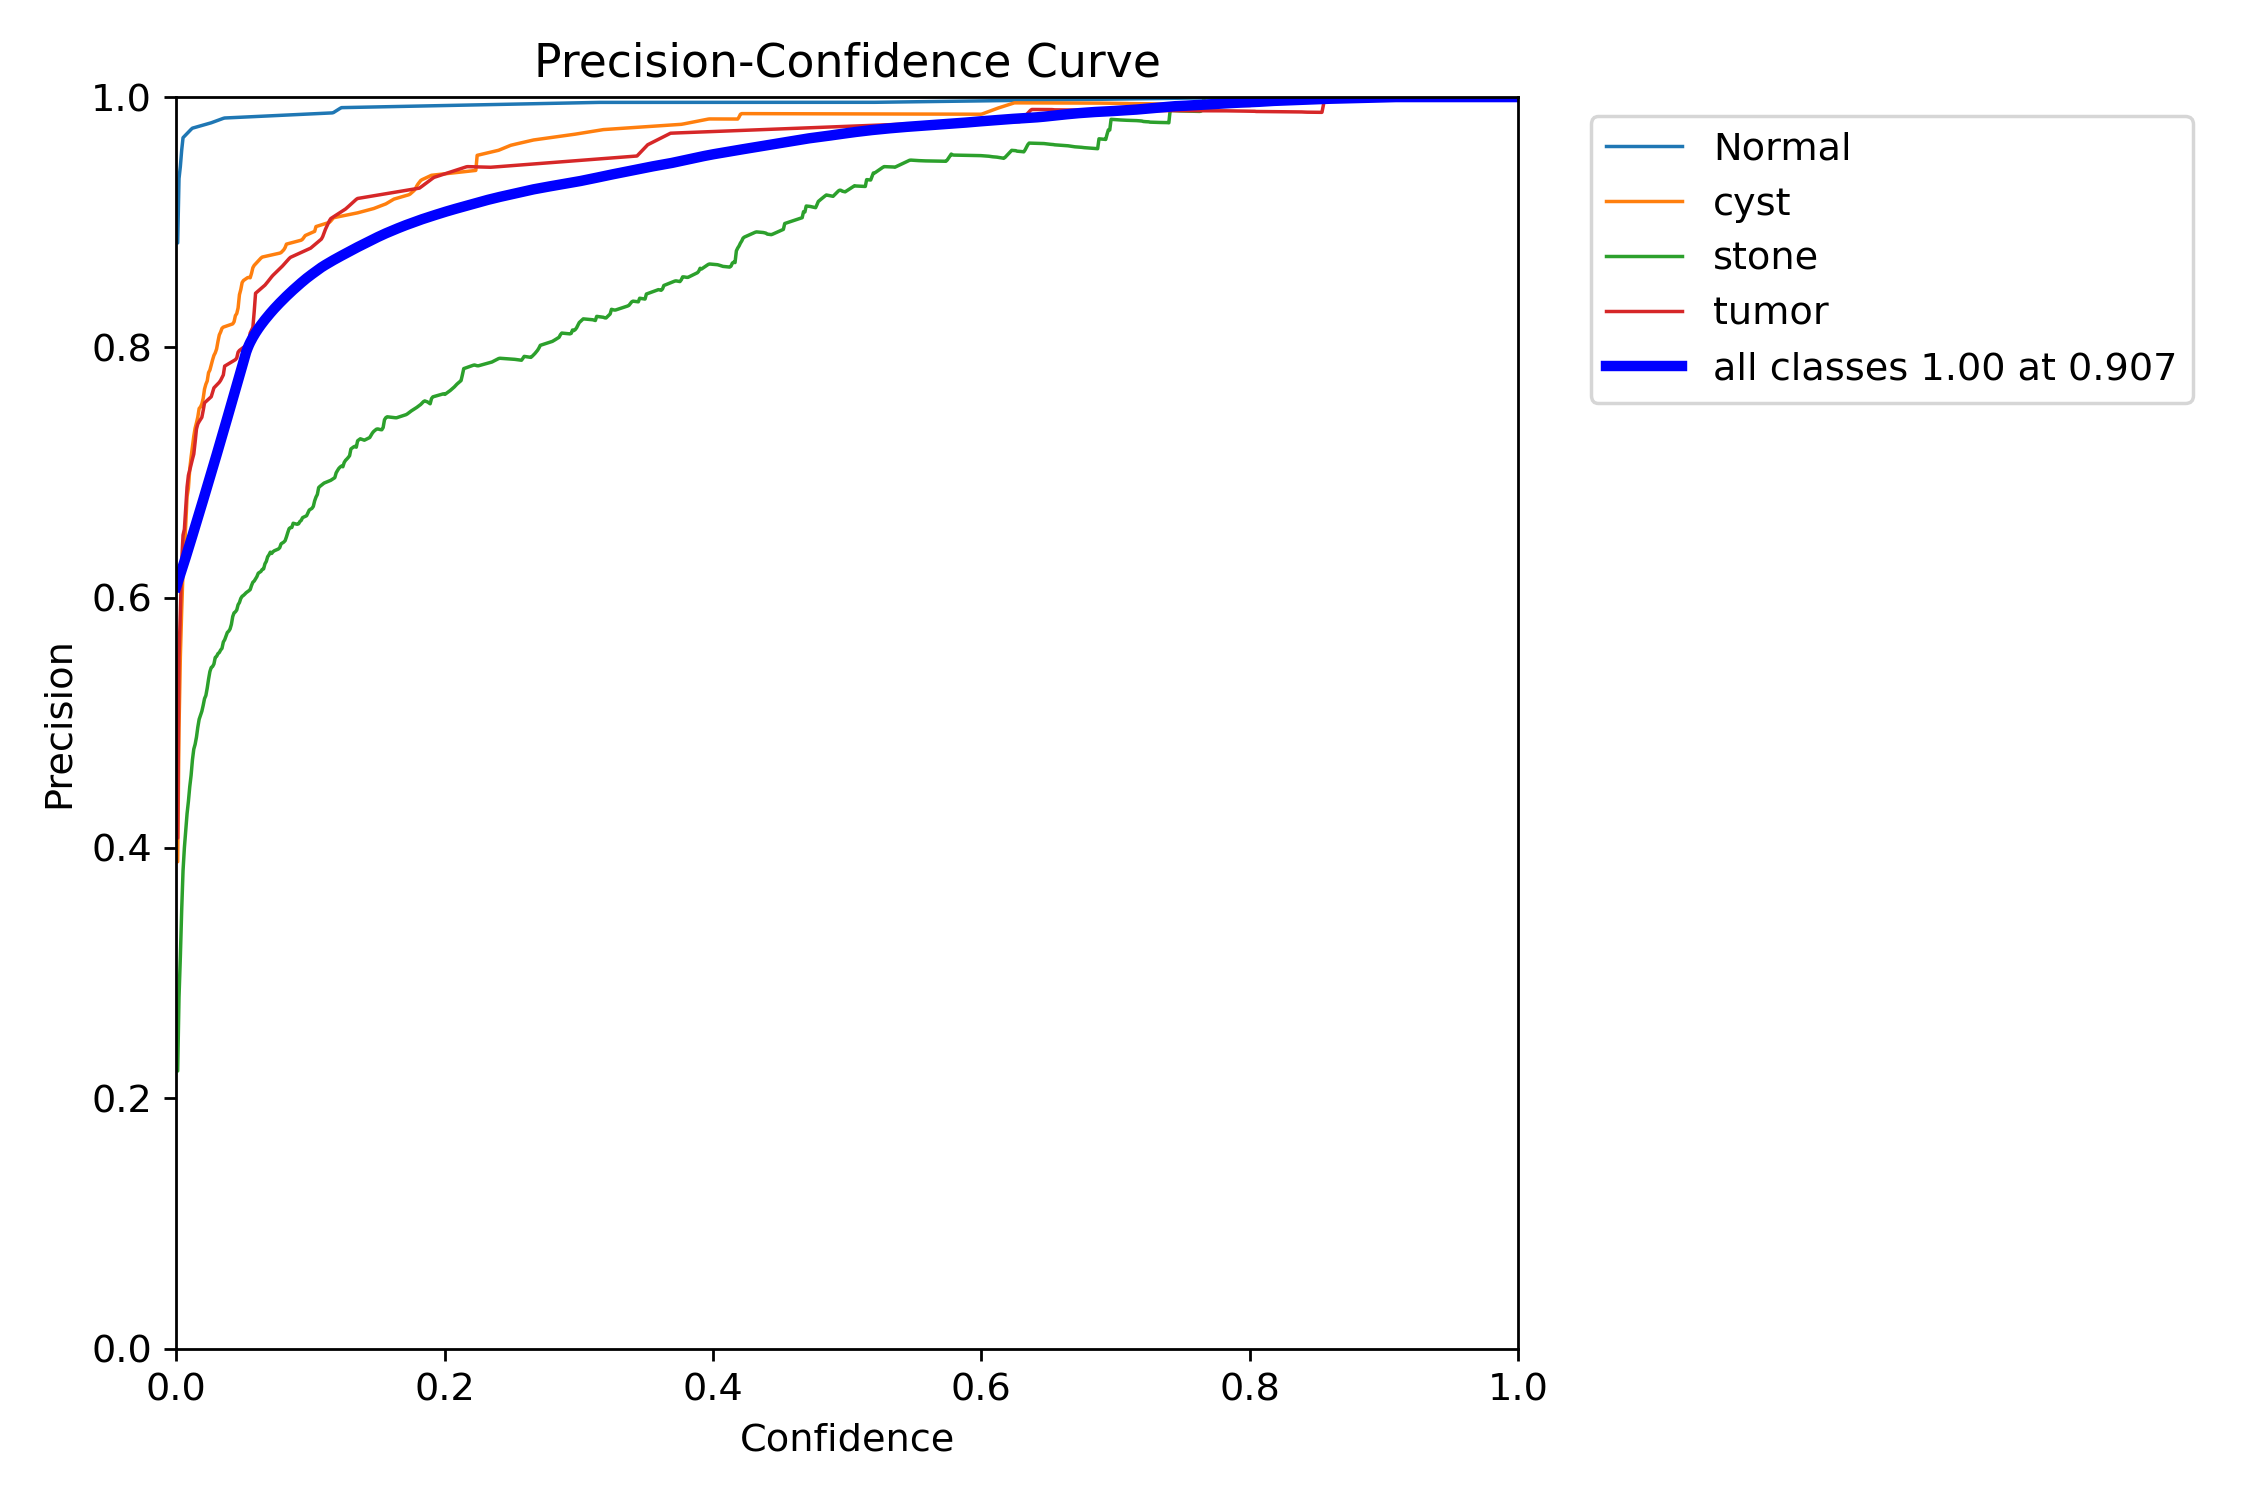 Precision-Confidence Curve
1.0
0.8
0.6
0.4
0.2
0.0
Precision
0.0 0.2 0.4 0.6 0.8 1.0
Confidence
Normal
cyst
stone
tumor
all classes 1.00 at 0.907